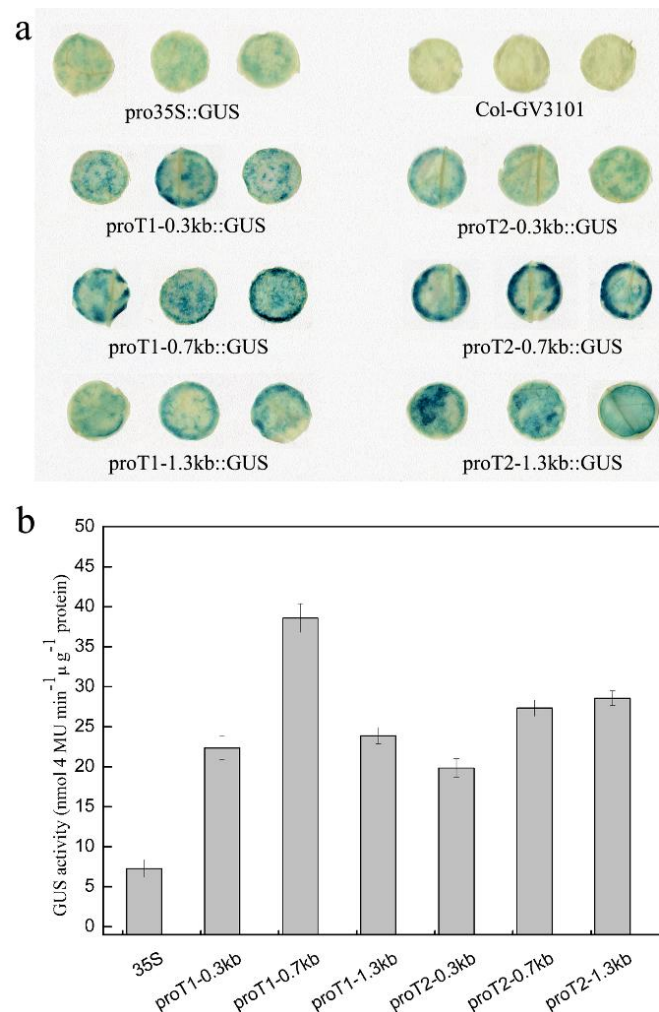 a
pro35S::GUS
Col-GV3101
proT1-0.3kb::GUS
proT2-0.3kb::GUS
proT1-0.7kb::GUS
proT2-0.7kb::GUS
proT1-1.3kb::GUS
proT2-1.3kb::GUS
b
GUS activity (nmol 4 MU min⁻¹ μ g⁻¹ protein)
50
45
40
35
30
25
20
15
10
5
0
35S
proT1-0.3kb
proT1-0.7kb
proT1-1.3kb
proT2-0.3kb
proT2-0.7kb
proT2-1.3kb